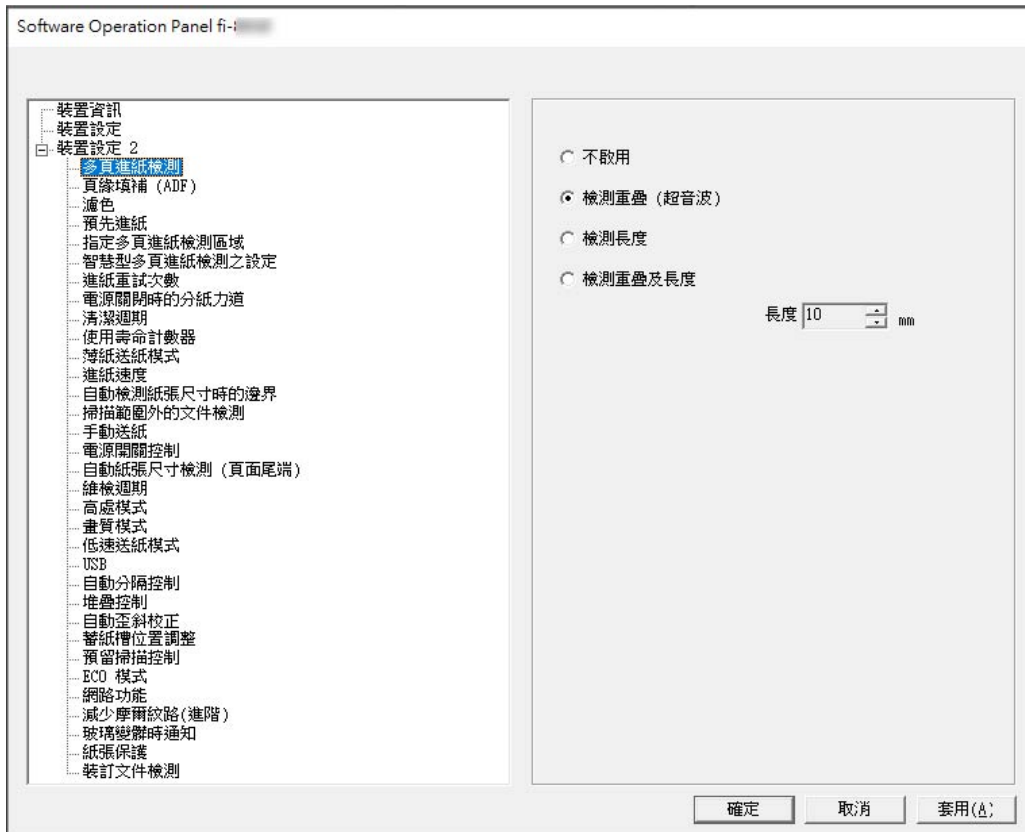 Software Operation Panel fi-
裝置資訊
裝置設定
裝置設定 2
多頁進紙檢測
頁緣填補 (ADF)
濾色
預先進紙
指定多頁進紙檢測區域
智慧型多頁進紙檢測之設定
進紙重試次數
電源關閉時的分紙力道
清潔週期
使用壽命計數器
薄紙送紙模式
進紙速度
自動檢測紙張尺寸時的邊界
掃描範圍外的文件檢測
手動送紙
電源開關控制
自動紙張尺寸檢測 (頁面尾端)
維檢週期
高處模式
畫質模式
低速送紙模式
USB
自動分隔控制
堆疊控制
自動歪斜校正
蓄紙槽位置調整
預留掃描控制
ECO 模式
網路功能
減少摩爾紋路(進階)
玻璃變髒時通知
紙張保護
裝訂文件檢測
不啟用
檢測重疊 (超音波)
檢測長度
檢測重疊及長度
長度 10 mm
確定 取消 套用(A)